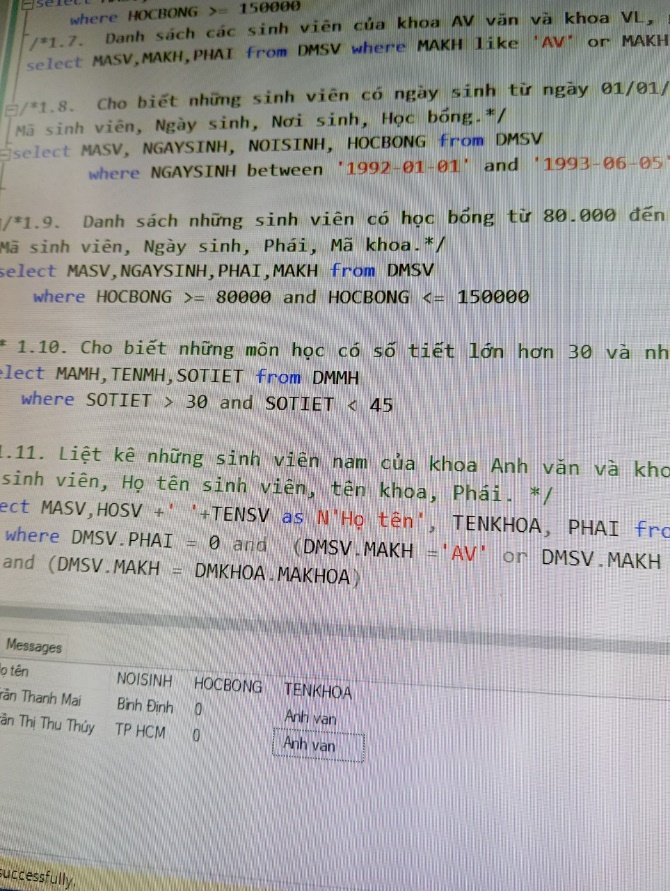 select
where HOCBONG >= 150000
/*1.7. Danh sách các sinh viên của khoa AV văn và khoa VL,
select MASV,MAKH,PHAI from DMSV where MAKH like 'AV' or MAKH
/*1.8. Cho biết những sinh viên có ngày sinh từ ngày 01/01/
Mã sinh viên, Ngày sinh, Nơi sinh, Học bổng.*/
select MASV, NGAYSINH, NOISINH, HOCBONG from DMSV
where NGAYSINH between '1992-01-01' and '1993-06-05'
/*1.9. Danh sách những sinh viên có học bổng từ 80.000 đến
Mã sinh viên, Ngày sinh, Phái, Mã khoa.*/
select MASV,NGAYSINH,PHAI,MAKH from DMSV
where HOCBONG >= 80000 and HOCBONG <= 150000
* 1.10. Cho biết những môn học có số tiết lớn hơn 30 và nh
elect MAMH,TENMH,SOTIET from DMMH
where SOTIET > 30 and SOTIET < 45
1.11. Liệt kê những sinh viên nam của khoa Anh văn và kho
sinh viên, Họ tên sinh viên, tên khoa, Phái. */
ect MASV,HOSV +' '+TENSV as N'Họ tên', TENKHOA, PHAI fro
where DMSV.PHAI = 0 and (DMSV.MAKH ='AV' or DMSV.MAKH
and (DMSV.MAKH = DMKHOA.MAKHOA)
Messages
ọ tên NOISINH HOCBONG TENKHOA
rần Thanh Mai Bình Định 0 Anh van
ần Thị Thu Thủy TP HCM 0 Anh van
successfully.